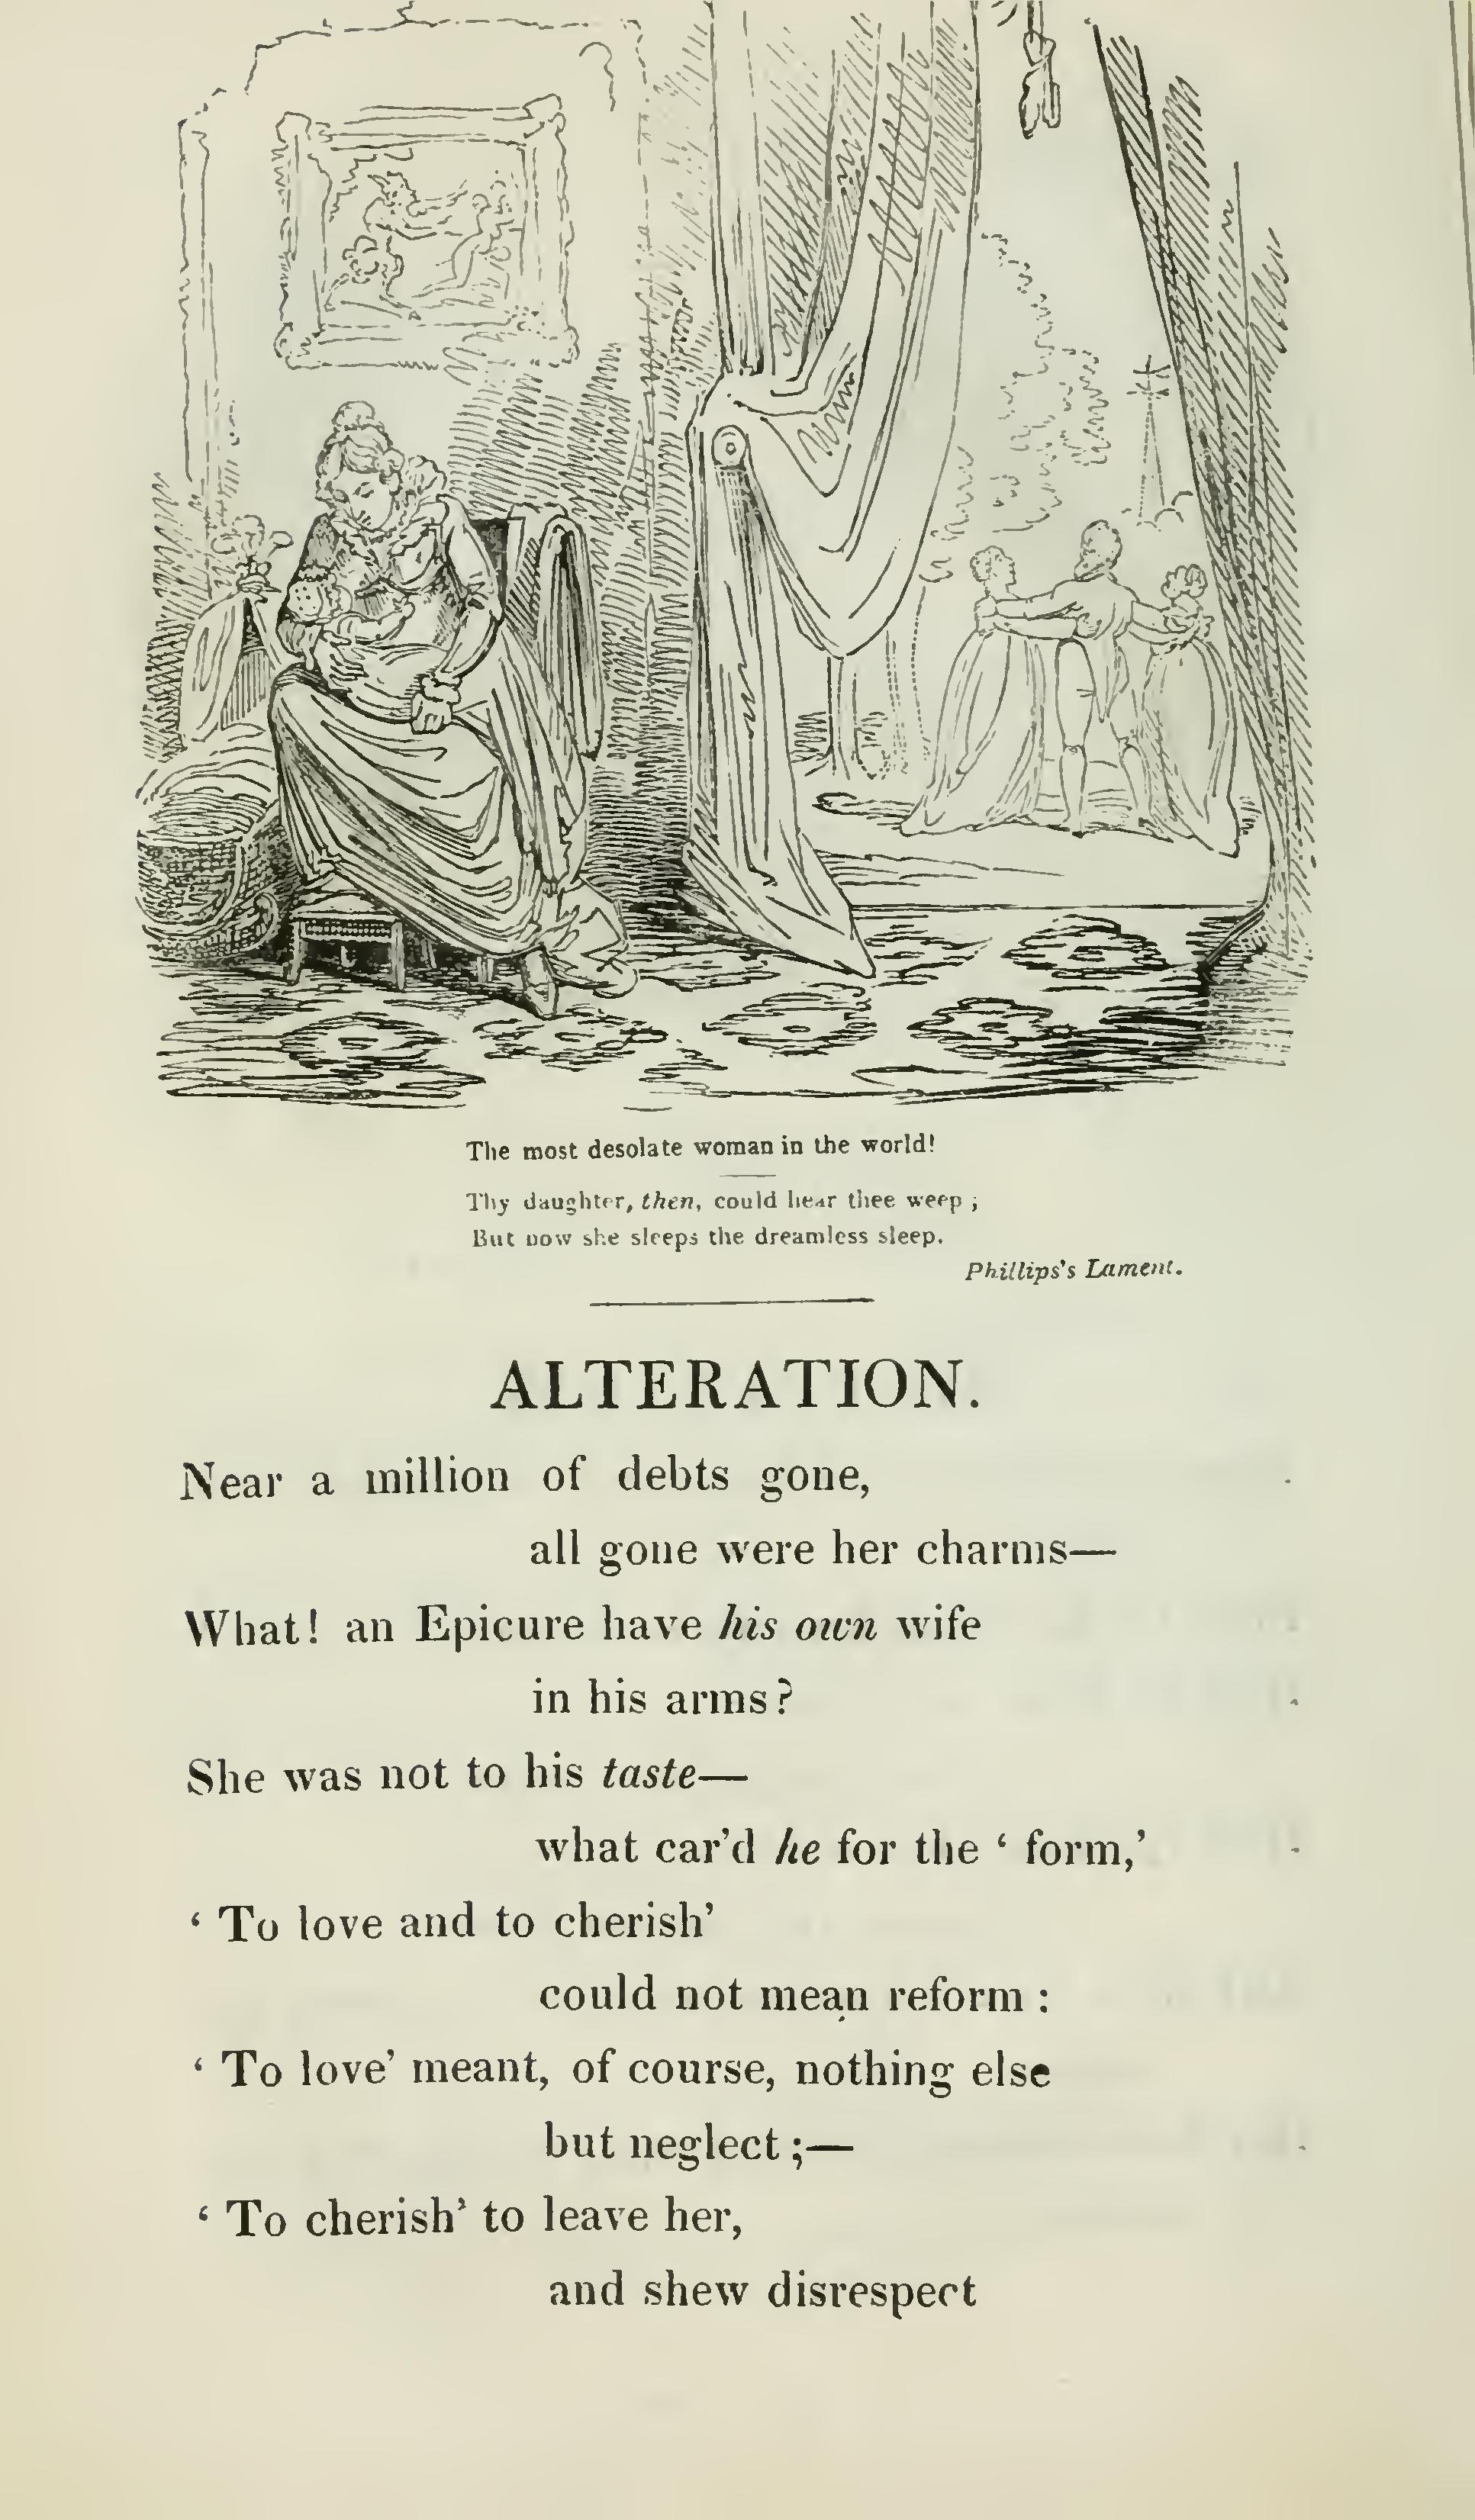 The most desolate woman in the world!
Thy daughter, then, could hear thee weep ;
But now she sleeps the dreamless sleep.
Phillips's Lament.
ALTERATION.
Near a million of debts gone,
all gone were her charms—
What! an Epicure have his own wife
in his arms?
She was not to his taste—
what car'd he for the ‘ form,’
‘ To love and to cherish’
could not mean reform :
‘ To love’ meant, of course, nothing else
but neglect ;—
‘ To cherish’ to leave her,
and shew disrespect